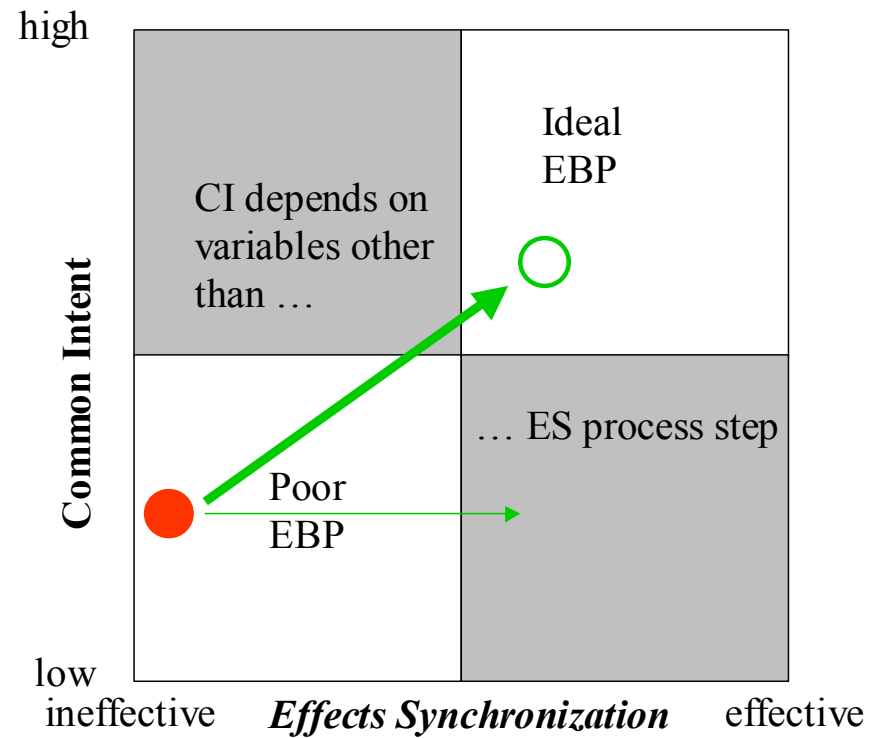 high
Ideal
EBP
CI depends on
variables other
than …
Common Intent
… ES process step
Poor
EBP
low
ineffective Effects Synchronization effective